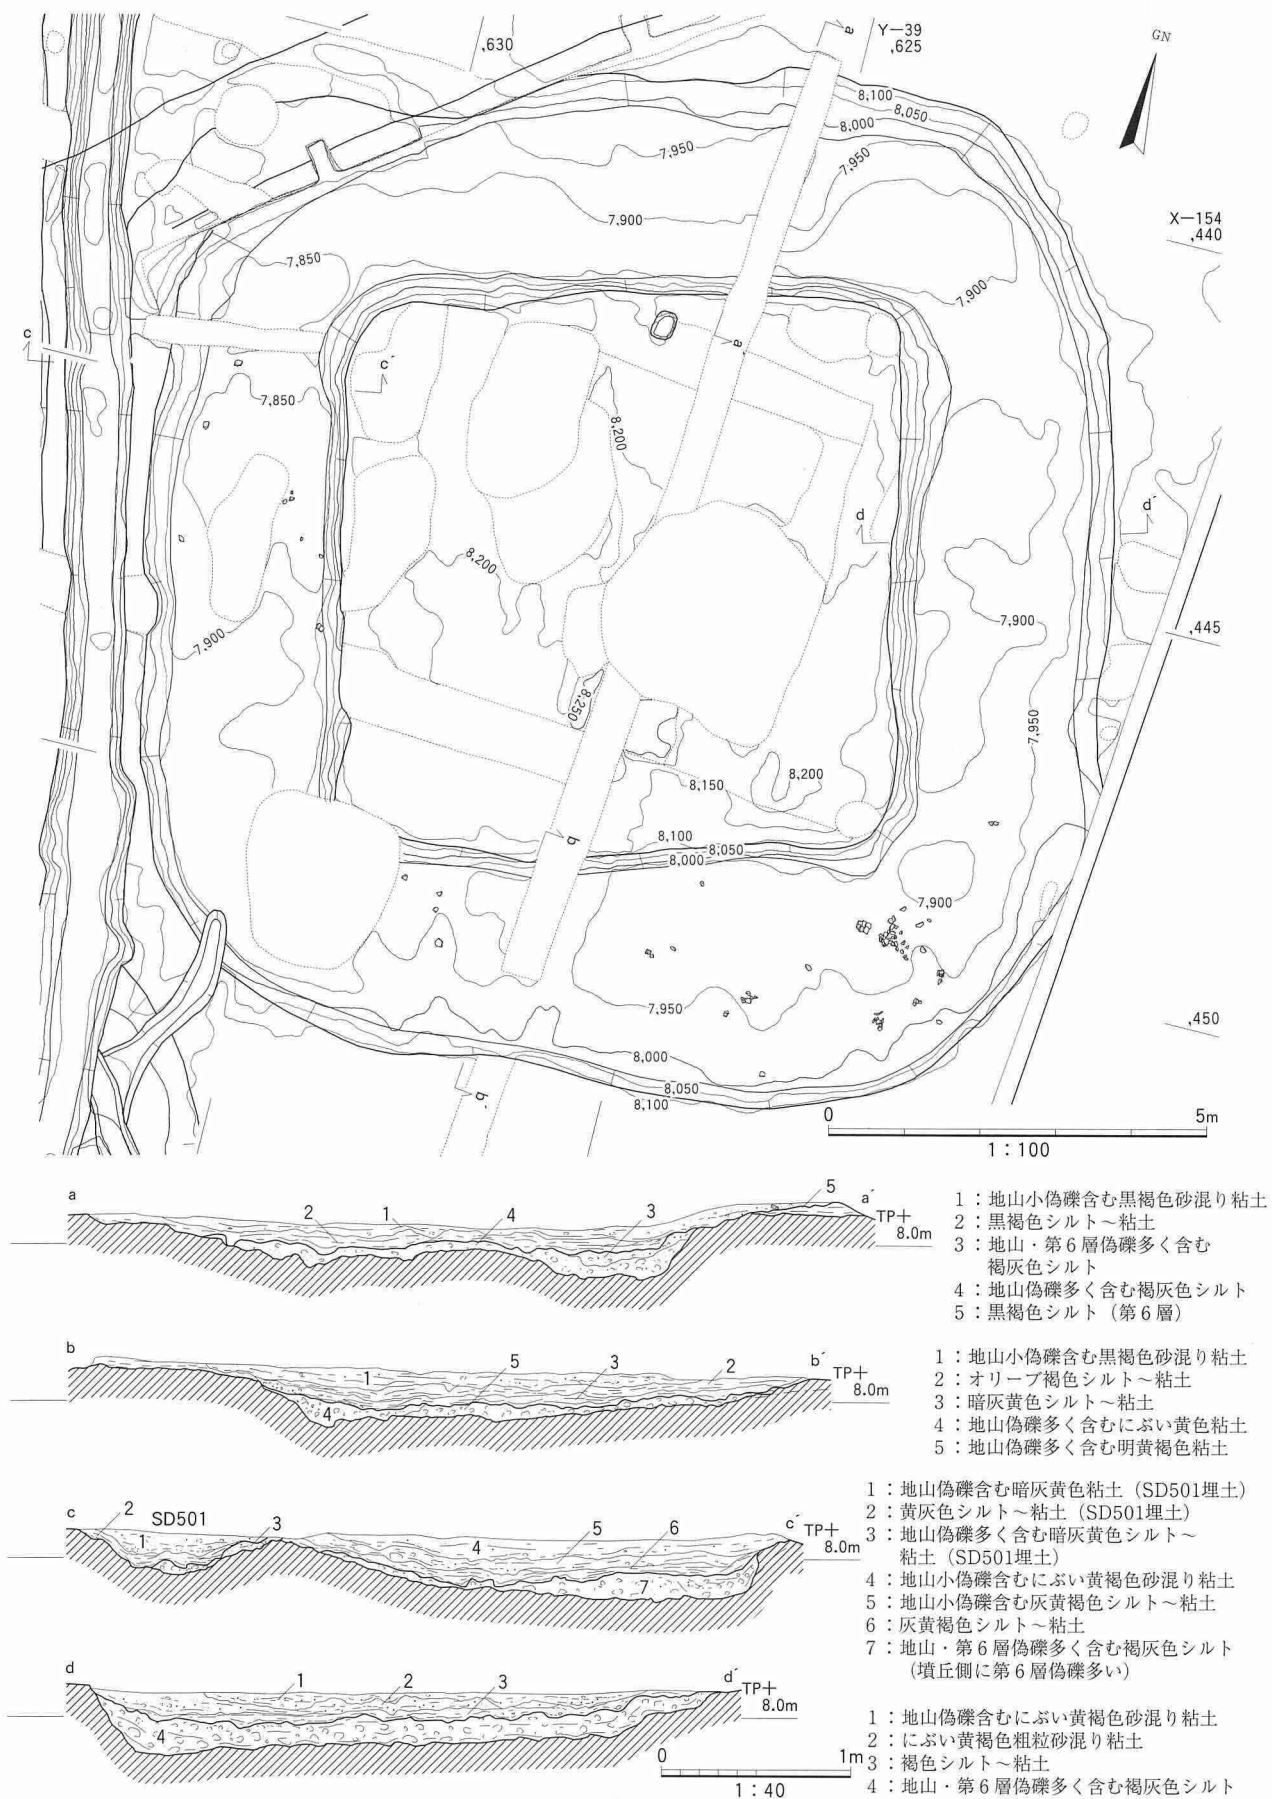 ,630
Y—39
,625
GN
a
8,100
8,050
8,000
7,950
7,950
7,900
X—154
,440
7,850
7,900
c
c´
a´
7,850
8,200
d
d´
8,200
7,900
7,900
,445
8,250
7,950
8,150
8,200
b
8,100
8,050
8,000
7,900
7,950
,450
8,000
8,050
8,100
b´
0 5m
1：100
a 2 1 4 3 5 a´
TP＋
8.0m
1：地山小偽礫含む黒褐色砂混り粘土
2：黒褐色シルト～粘土
3：地山・第6層偽礫多く含む
褐灰色シルト
4：地山偽礫多く含む褐灰色シルト
5：黒褐色シルト（第6層）
b 1 5 3 2 b´
4
TP＋
8.0m
1：地山小偽礫含む黒褐色砂混り粘土
2：オリーブ褐色シルト～粘土
3：暗灰黄色シルト～粘土
4：地山偽礫多く含むにぶい黄色粘土
5：地山偽礫多く含む明黄褐色粘土
c 2 SD501 3 5 6 c´
1 4 7
TP＋
8.0m
1：地山偽礫含む暗灰黄色粘土（SD501埋土）
2：黄灰色シルト～粘土（SD501埋土）
3：地山偽礫多く含む暗灰黄色シルト～
粘土（SD501埋土）
4：地山小偽礫含むにぶい黄褐色砂混り粘土
5：地山小偽礫含む灰黄褐色シルト～粘土
6：灰黄褐色シルト～粘土
7：地山・第6層偽礫多く含む褐灰色シルト
（墳丘側に第6層偽礫多い）
d 1 2 3 d´
4
TP＋
8.0m
1：地山偽礫含むにぶい黄褐色砂混り粘土
2：にぶい黄褐色粗粒砂混り粘土
3：褐色シルト～粘土
4：地山・第6層偽礫多く含む褐灰色シルト
0 1m
1：40